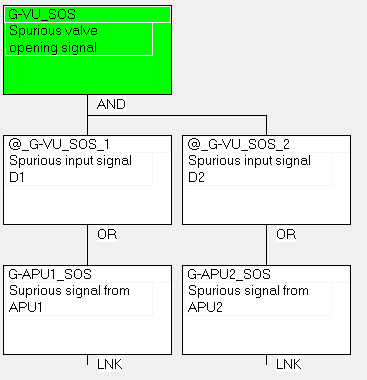 G-VU_SOS
Spurious valve
opening signal
AND
@_G-VU_SOS_1
Spurious input signal
D1
@_G-VU_SOS_2
Spurious input signal
D2
OR
OR
G-APU1_SOS
Suprious signal from
APU1
G-APU2_SOS
Spurious signal from
APU2
LNK
LNK